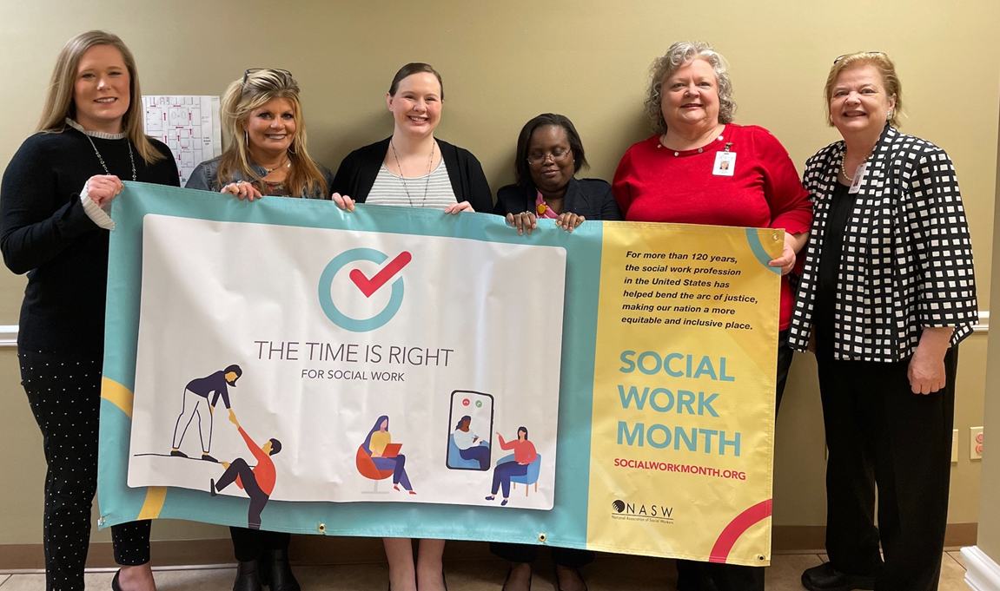 THE TIME IS RIGHT
FOR SOCIAL WORK
For more than 120 years,
the social work profession
in the United States has
helped bend the arc of justice,
making our nation a more
equitable and inclusive place.
SOCIAL
WORK
MONTH
SOCIALWORKMONTH.ORG
NASW
National Association of Social Workers